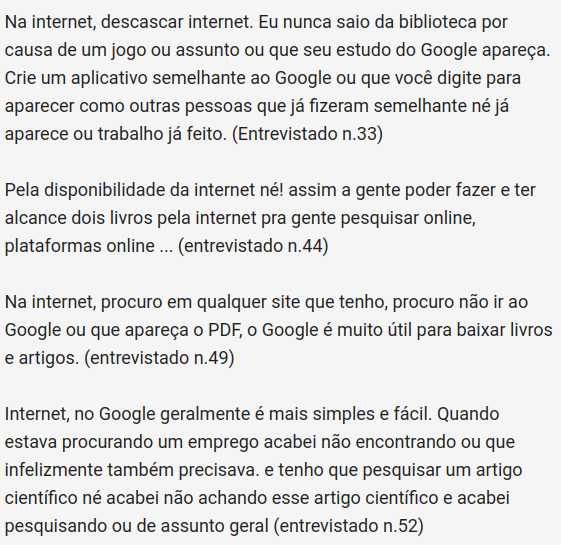 Na internet, descascar internet. Eu nunca saio da biblioteca por
causa de um jogo ou assunto ou que seu estudo do Google apareça.
Crie um aplicativo semelhante ao Google ou que você digite para
aparecer como outras pessoas que já fizeram semelhante né já
aparece ou trabalho já feito. (Entrevistado n.33)
Pela disponibilidade da internet né! assim a gente poder fazer e ter
alcance dois livros pela internet pra gente pesquisar online,
plataformas online ... (entrevistado n.44)
Na internet, procuro em qualquer site que tenho, procuro não ir ao
Google ou que apareça o PDF, o Google é muito útil para baixar livros
e artigos. (entrevistado n.49)
Internet, no Google geralmente é mais simples e fácil. Quando
estava procurando um emprego acabei não encontrando ou que
infelizmente também precisava. e tenho que pesquisar um artigo
científico né acabei não achando esse artigo científico e acabei
pesquisando ou de assunto geral (entrevistado n.52)